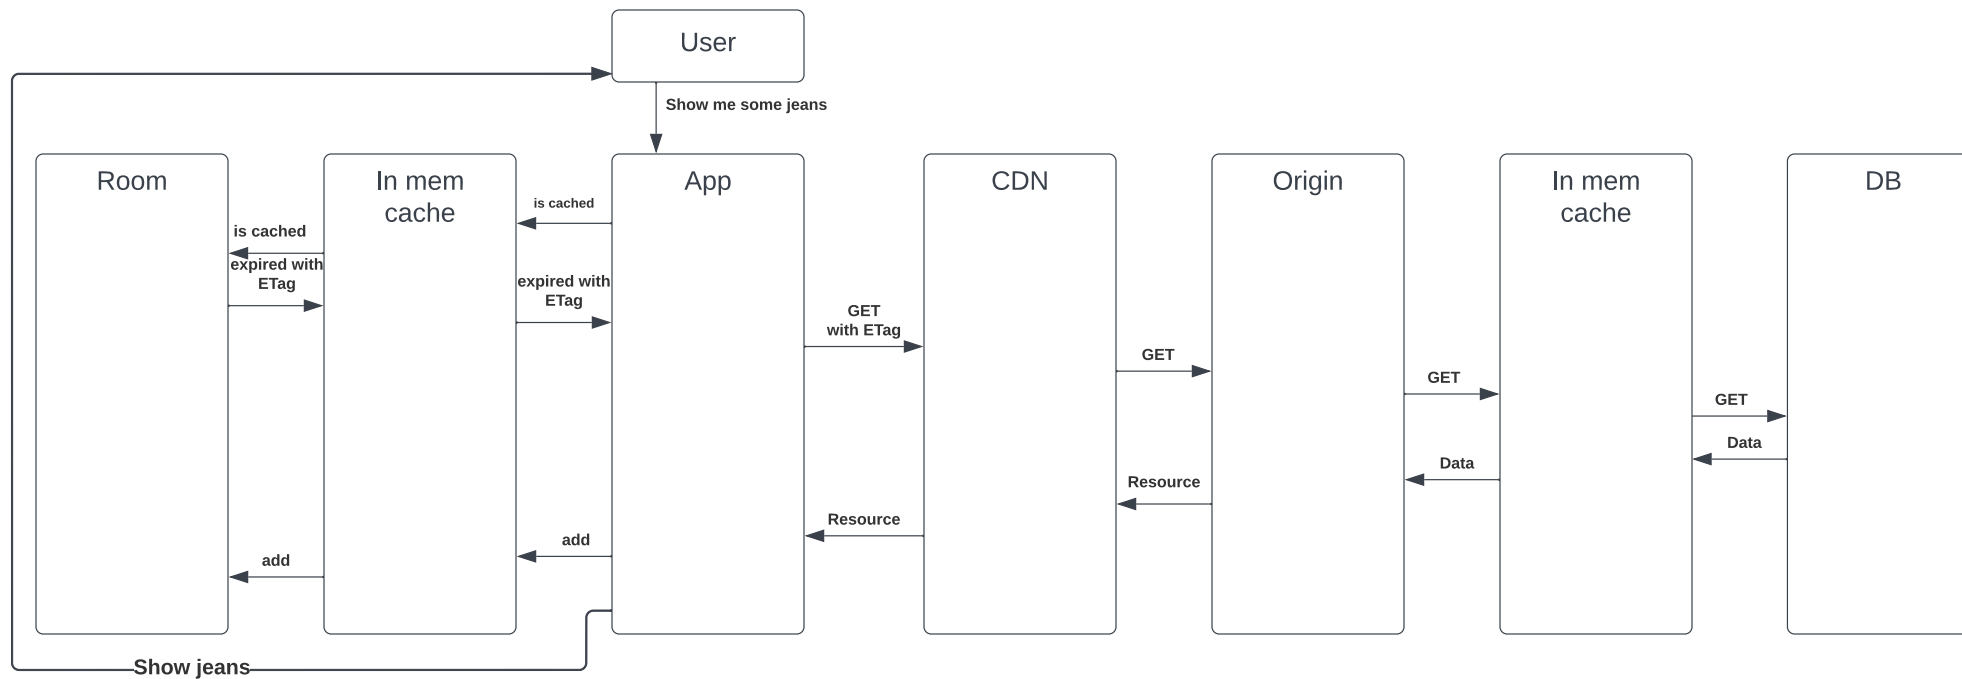 User
Show me some jeans
Room
In mem
cache
App
CDN
Origin
In mem
cache
DB
is cached
is cached
expired with
ETag
expired with
ETag
GET
with ETag
GET
GET
GET
Data
Data
Resource
Resource
add
add
Show jeans